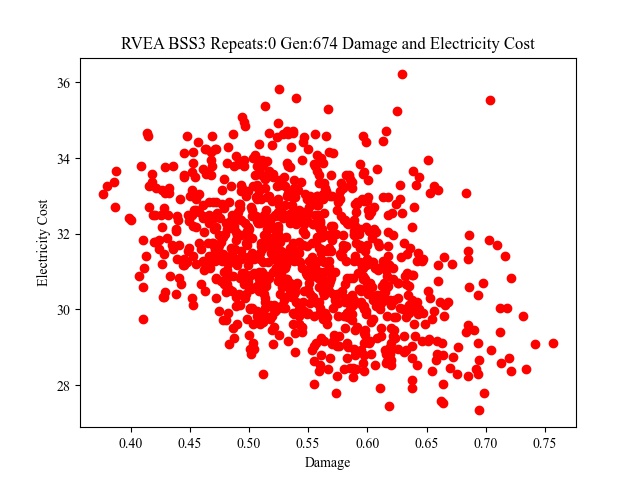 RVEA BSS3 Repeats:0 Gen:674 Damage and Electricity Cost
36
34
32
30
28
Electricity Cost
0.40 0.45 0.50 0.55 0.60 0.65 0.70 0.75
Damage